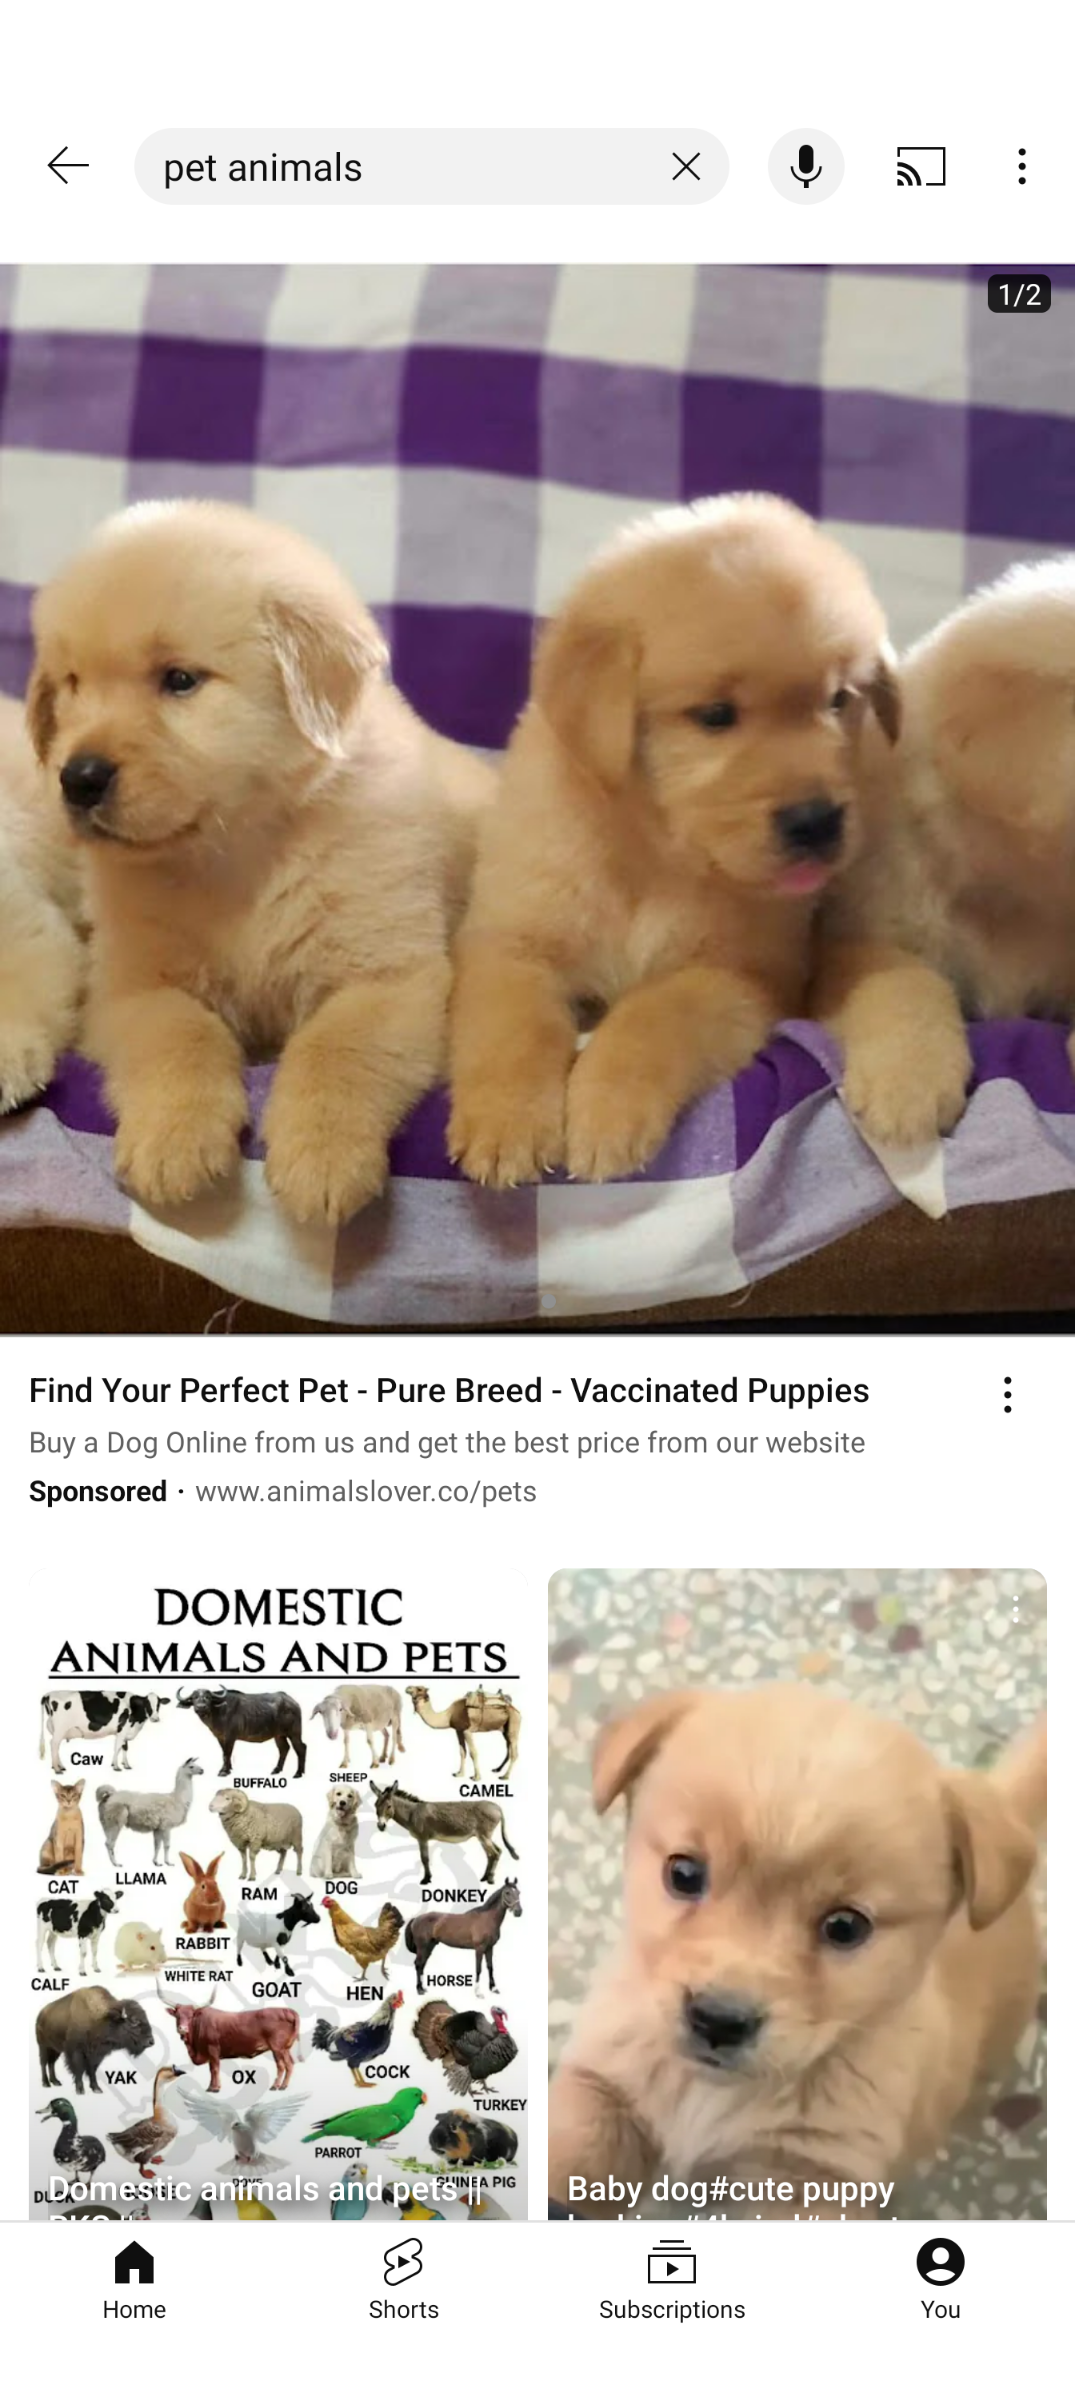 pet animals
1/2
Find Your Perfect Pet - Pure Breed - Vaccinated Puppies
Buy a Dog Online from us and get the best price from our website
Sponsored · www.animalslover.co/pets
DOMESTIC
ANIMALS AND PETS
Caw
BUFFALO
SHEEP
CAMEL
CAT
LLAMA
RAM
DOG
DONKEY
RABBIT
CALF
WHITE RAT
GOAT
HEN
HORSE
YAK
OX
COCK
TURKEY
PARROT
GUINEA PIG
DUCK
Domestic animals and pets ||
Baby dog#cute puppy
Home
Shorts
Subscriptions
You